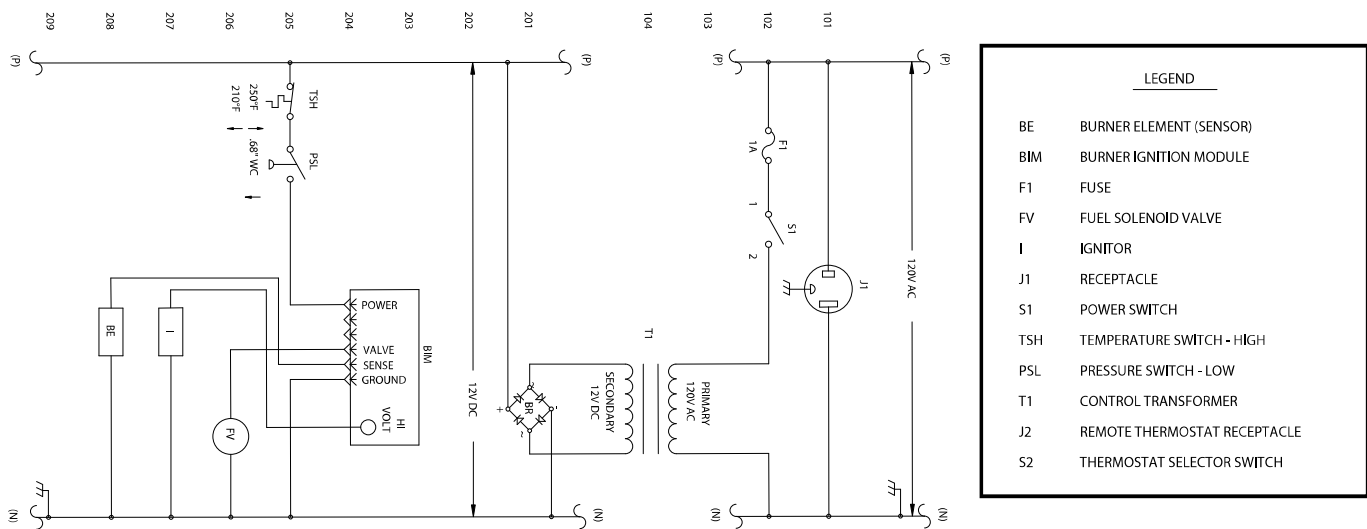 209
208
207
206
205
204
203
202
201
104
103
102
101
(P)
(P)
(P)
(P)
TSH
250°F
210°F
PSL
.68" WC
F1
1A
1
S1
2
J1
120V AC
T1
PRIMARY
120V AC
SECONDARY
12V DC
BR
~
~
+
-
12V DC
BIM
POWER
VALVE
SENSE
GROUND
HI
VOLT
BE
I
FV
(N)
(N)
(N)
(N)
LEGEND
BE BURNER ELEMENT (SENSOR)
BIM BURNER IGNITION MODULE
F1 FUSE
FV FUEL SOLENOID VALVE
I IGNITOR
J1 RECEPTACLE
S1 POWER SWITCH
TSH TEMPERATURE SWITCH - HIGH
PSL PRESSURE SWITCH - LOW
T1 CONTROL TRANSFORMER
J2 REMOTE THERMOSTAT RECEPTACLE
S2 THERMOSTAT SELECTOR SWITCH